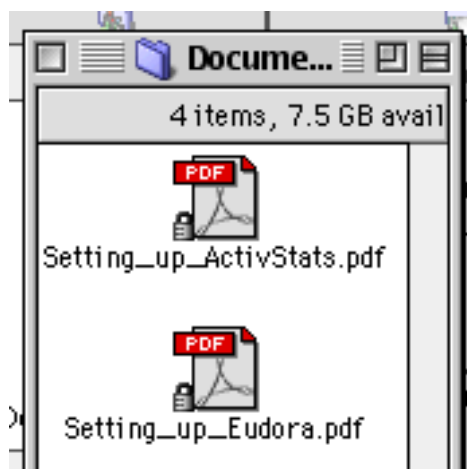 Docume...
4 items, 7.5 GB avail
PDF
Setting_up_ActivStats.pdf
PDF
Setting_up_Eudora.pdf